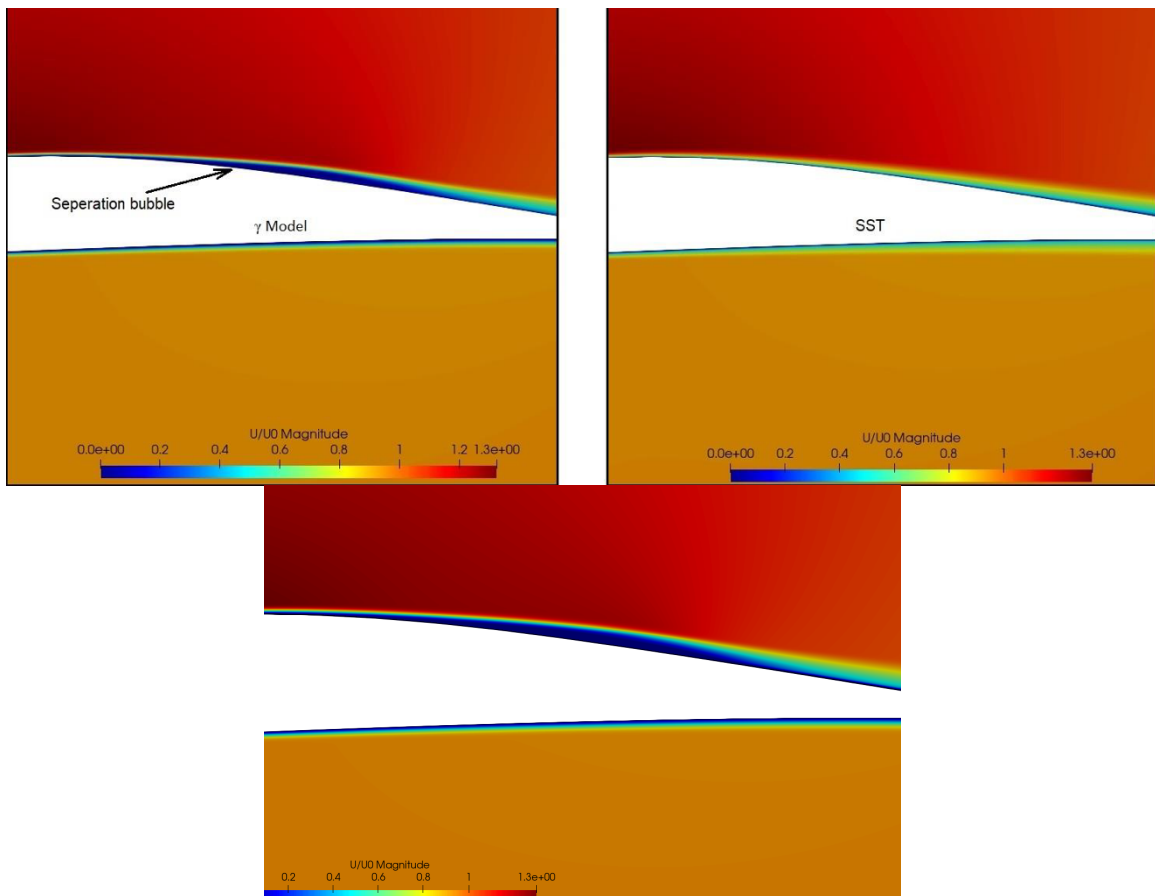 Seperation bubble
γ Model
U/U0 Magnitude
0.0e+00 0.2 0.4 0.6 0.8 1 1.2 1.3e+00
SST
U/U0 Magnitude
0.0e+00 0.2 0.4 0.6 0.8 1 1.3e+00
U/U0 Magnitude
0.2 0.4 0.6 0.8 1 1.3e+00